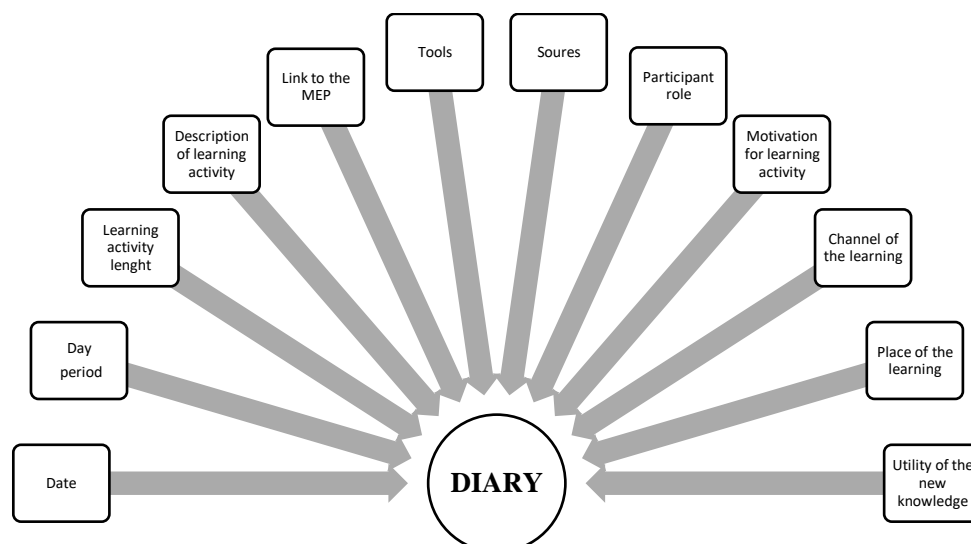 Date
Day
period
Learning
activity
lenght
Description
of learning
activity
Link to the
MEP
Tools
Soures
Participant
role
Motivation
for learning
activity
Channel of
the learning
Place of the
learning
Utility of the
new
knowledge
DIARY